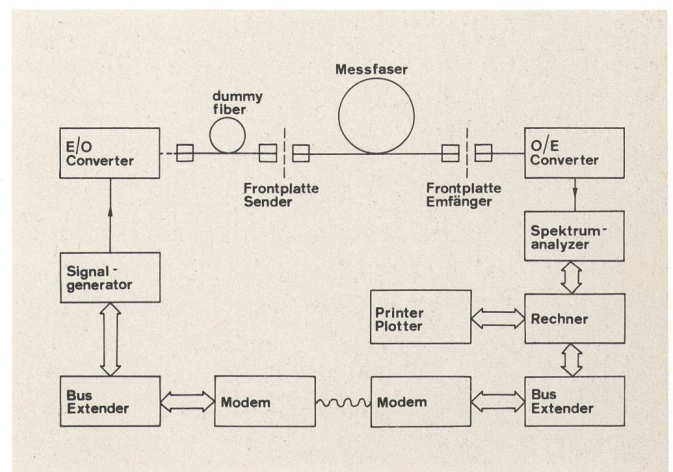 Messfaser
dummy
fiber
E/O
Converter
O/E
Converter
Frontplatte
Sender
Frontplatte
Emfänger
Signal-
generator
Spektrum-
analyzer
Printer
Plotter
Rechner
Bus
Extender
Modem
Modem
Bus
Extender